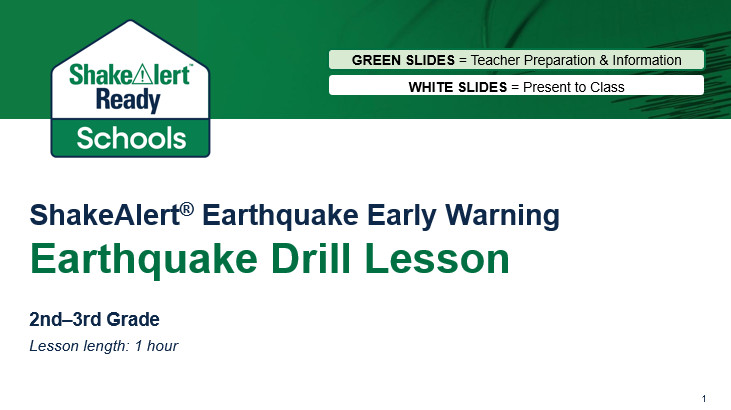 ShakeAlert™
Ready
Schools
GREEN SLIDES = Teacher Preparation & Information
WHITE SLIDES = Present to Class
ShakeAlert® Earthquake Early Warning
Earthquake Drill Lesson
2nd–3rd Grade
Lesson length: 1 hour
1